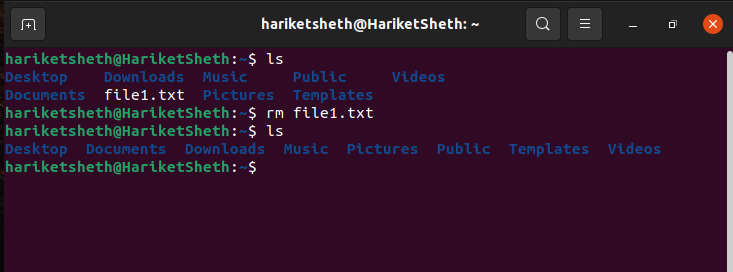 hariketsheth@HariketSheth: ~
hariketsheth@HariketSheth:~$ ls
Desktop    Downloads  Music     Public     Videos
Documents  file1.txt  Pictures  Templates
hariketsheth@HariketSheth:~$ rm file1.txt
hariketsheth@HariketSheth:~$ ls
Desktop  Documents  Downloads  Music  Pictures  Public  Templates  Videos
hariketsheth@HariketSheth:~$